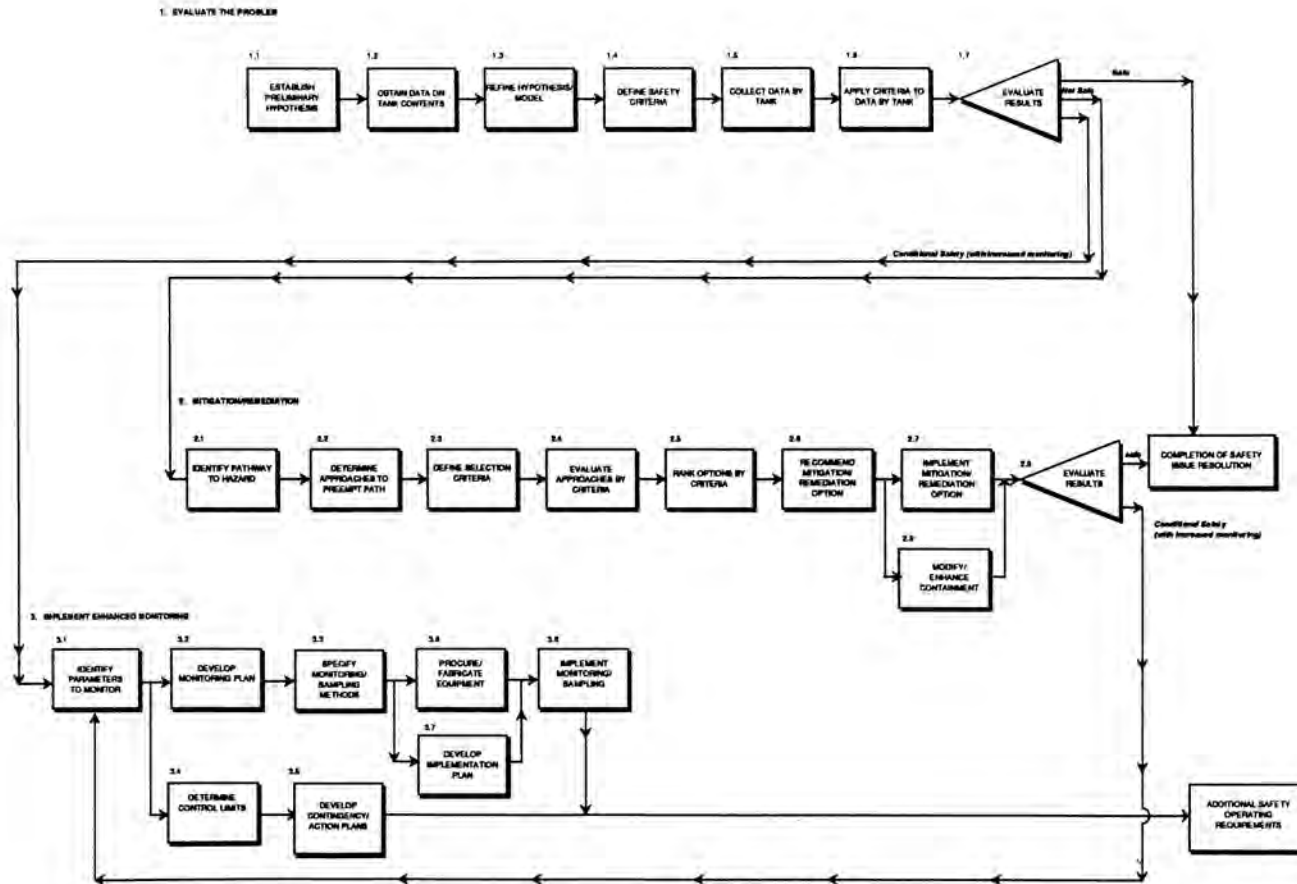 1. EVALUATE THE PROBLEM
1.1
ESTABLISH
PRELIMINARY
HYPOTHESIS
1.2
OBTAIN DATA ON
TANK CONTENTS
1.3
REFINE HYPOTHESIS/
MODEL
1.4
DEFINE SAFETY
CRITERIA
1.5
COLLECT DATA BY
TANK
1.6
APPLY CRITERIA TO
DATA BY TANK
1.7
EVALUATE
RESULTS
Safe
Not Safe
Conditional Safety (with increased monitoring)
2. MITIGATION/REMEDIATION
2.1
IDENTIFY PATHWAY
TO HAZARD
2.2
DETERMINE
APPROACHES TO
PREEMPT PATH
2.3
DEFINE SELECTION
CRITERIA
2.4
EVALUATE
APPROACHES BY
CRITERIA
2.5
RANK OPTIONS BY
CRITERIA
2.6
RECOMMEND
MITIGATION/
REMEDIATION
OPTION
2.7
IMPLEMENT
MITIGATION/
REMEDIATION
OPTION
MODIFY/
ENHANCE
CONTAINMENT
EVALUATE
RESULTS
safe
COMPLETION OF SAFETY
ISSUE RESOLUTION
Conditional Safety
(with increased monitoring)
3. IMPLEMENT ENHANCED MONITORING
3.1
IDENTIFY
PARAMETERS
TO MONITOR
3.2
DEVELOP
MONITORING PLAN
3.3
SPECIFY
MONITORING/
SAMPLING
METHODS
PROCURE/
FABRICATE
EQUIPMENT
IMPLEMENT
MONITORING/
SAMPLING
3.7
DEVELOP
IMPLEMENTATION
PLAN
3.4
DETERMINE
CONTROL LIMITS
3.5
DEVELOP
CONTINGENCY/
ACTION PLANS
ADDITIONAL SAFETY
OPERATING
REQUIREMENTS